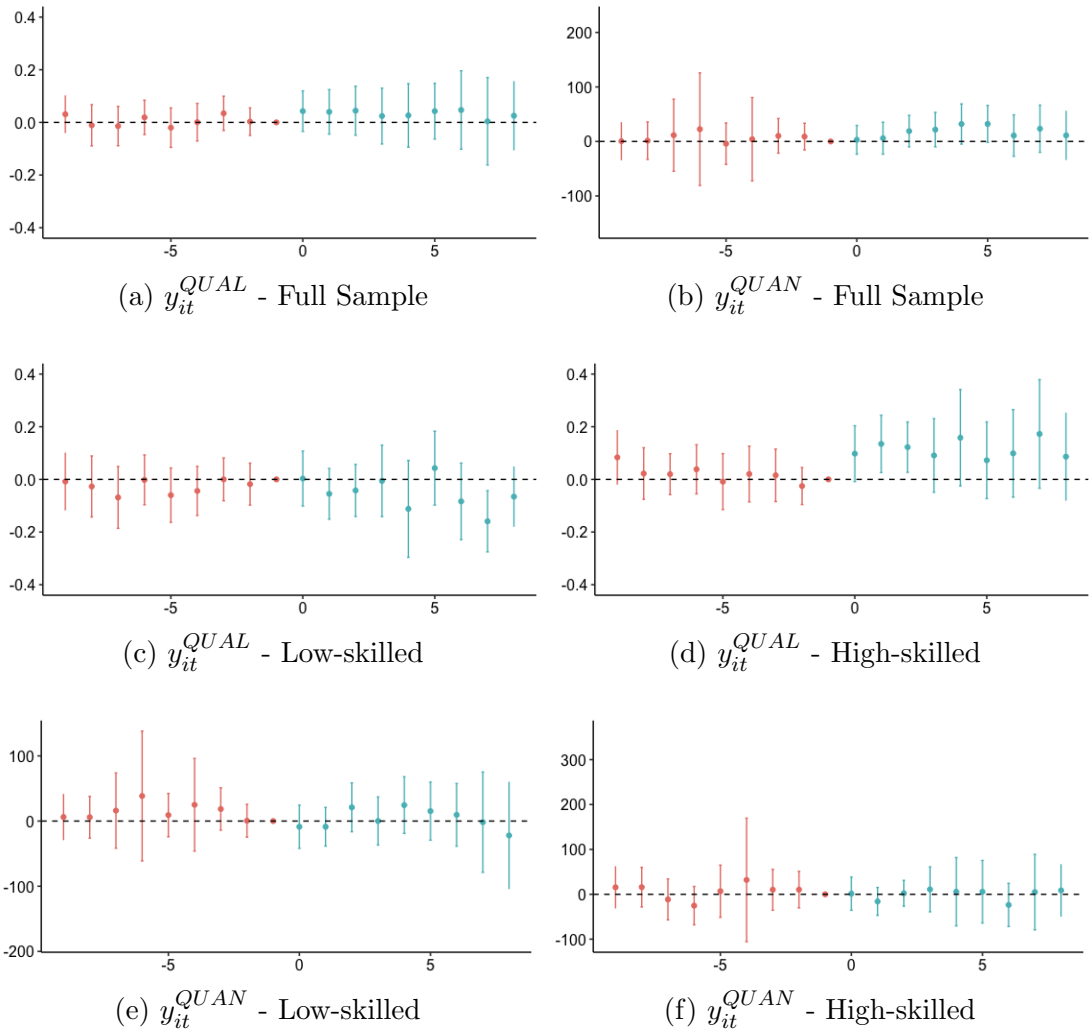 0.4
0.2
0.0
-0.2
-0.4
-5 0 5
(a) $y_{it}^{QUAL}$ - Full Sample
200
100
0
-100
-5 0 5
(b) $y_{it}^{QUAN}$ - Full Sample
0.4
0.2
0.0
-0.2
-0.4
-5 0 5
(c) $y_{it}^{QUAL}$ - Low-skilled
0.4
0.2
0.0
-0.2
-0.4
-5 0 5
(d) $y_{it}^{QUAL}$ - High-skilled
100
0
-100
-200
-5 0 5
(e) $y_{it}^{QUAN}$ - Low-skilled
300
200
100
0
-100
-5 0 5
(f) $y_{it}^{QUAN}$ - High-skilled